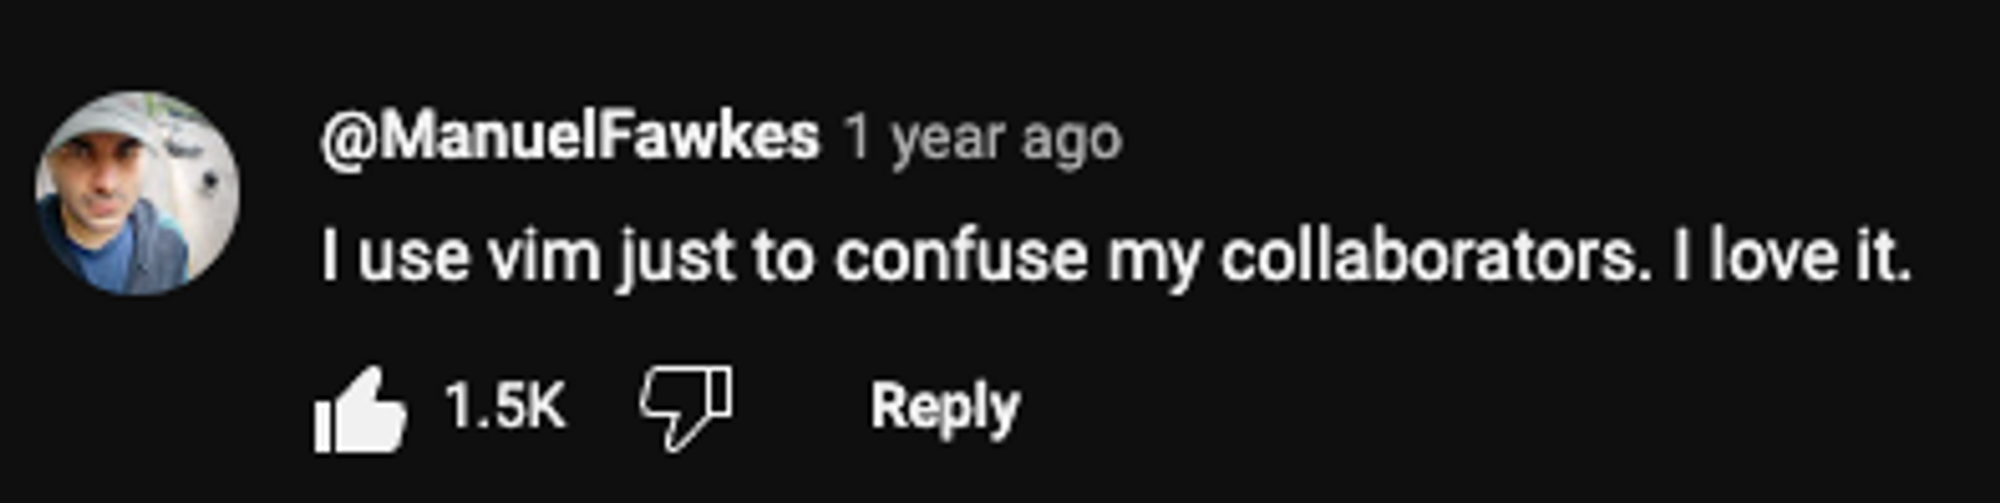 @ManuelFawkes 1 year ago
I use vim just to confuse my collaborators. I love it.
1.5K Reply